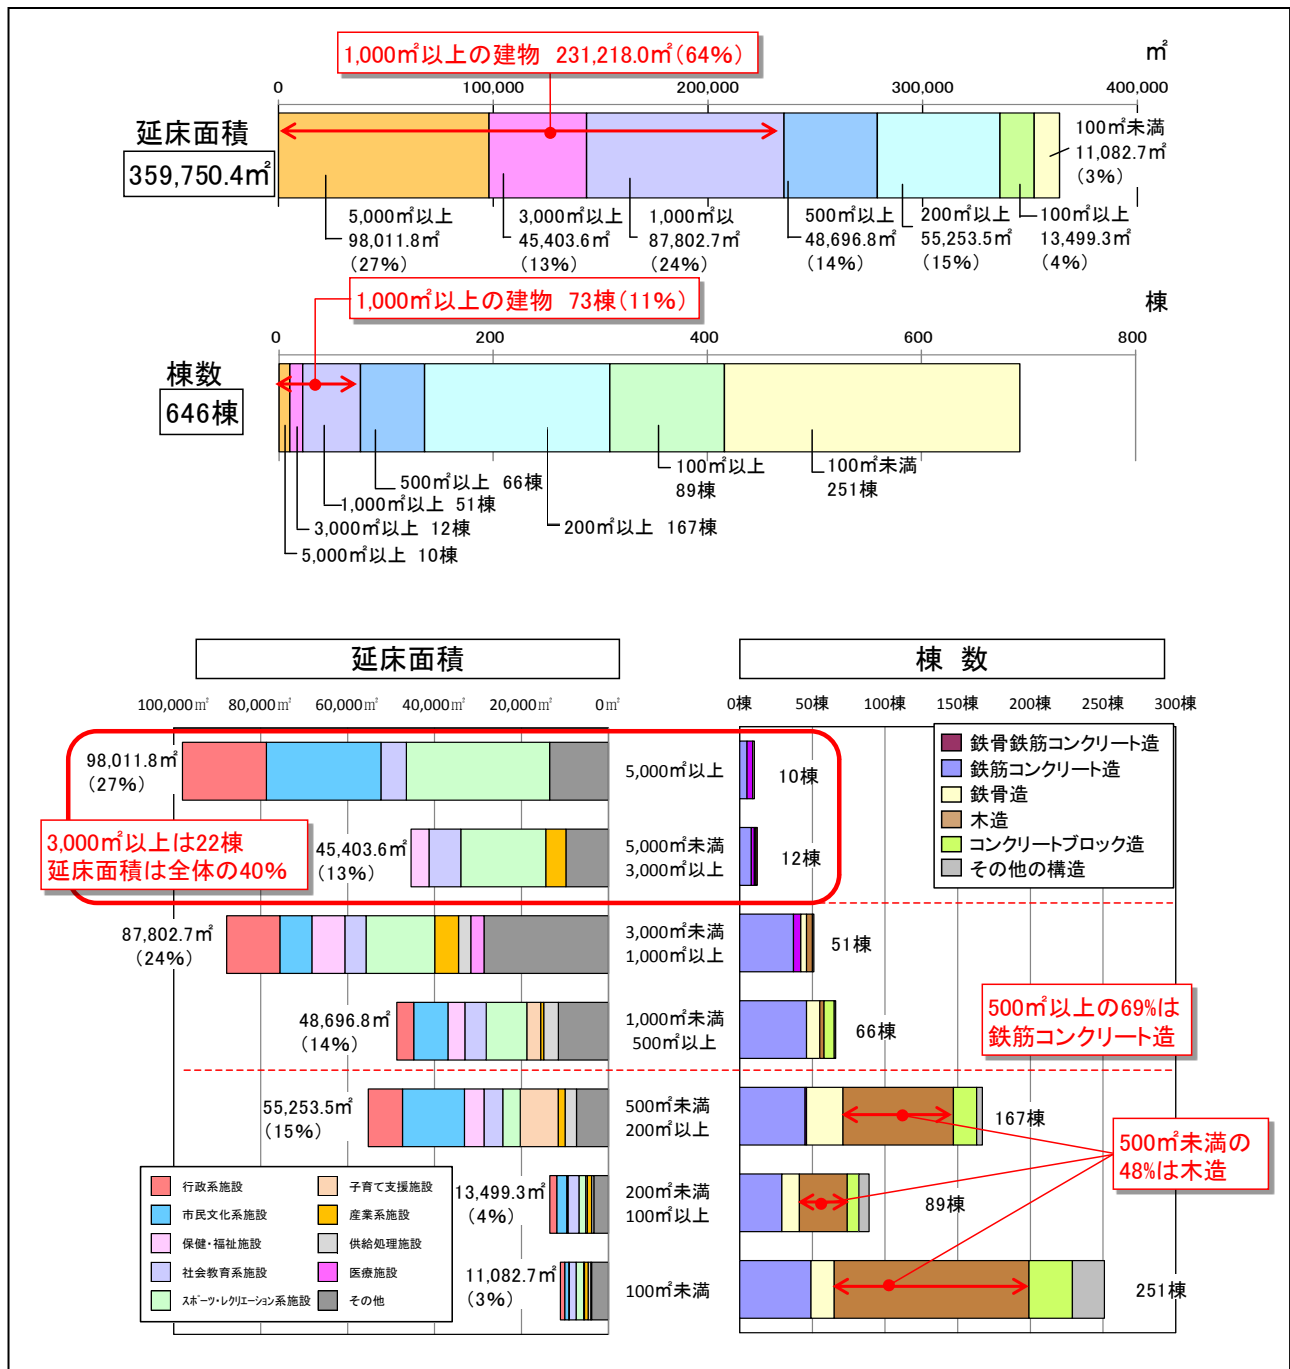 1,000㎡以上の建物 231,218.0㎡(64%)
㎡
0
100,000
200,000
300,000
400,000
延床面積
359,750.4㎡
100㎡未満
11,082.7㎡
(3%)
5,000㎡以上
98,011.8㎡
(27%)
3,000㎡以上
45,403.6㎡
(13%)
1,000㎡以
87,802.7㎡
(24%)
500㎡以上
48,696.8㎡
(14%)
200㎡以上
55,253.5㎡
(15%)
100㎡以上
13,499.3㎡
(4%)
1,000㎡以上の建物 73棟(11%)
棟
0
200
400
600
800
棟数
646棟
500㎡以上 66棟
1,000㎡以上 51棟
3,000㎡以上 12棟
5,000㎡以上 10棟
200㎡以上 167棟
100㎡以上
89棟
100㎡未満
251棟
延床面積
棟 数
100,000㎡
80,000㎡
60,000㎡
40,000㎡
20,000㎡
0㎡
0棟
50棟
100棟
150棟
200棟
250棟
300棟
鉄骨鉄筋コンクリート造
鉄筋コンクリート造
鉄骨造
木造
コンクリートブロック造
その他の構造
98,011.8㎡
(27%)
5,000㎡以上
10棟
3,000㎡以上は22棟
延床面積は全体の40%
45,403.6㎡
(13%)
5,000㎡未満
3,000㎡以上
12棟
87,802.7㎡
(24%)
3,000㎡未満
1,000㎡以上
51棟
48,696.8㎡
(14%)
1,000㎡未満
500㎡以上
66棟
500㎡以上の69%は
鉄筋コンクリート造
55,253.5㎡
(15%)
500㎡未満
200㎡以上
167棟
500㎡未満の
48%は木造
13,499.3㎡
(4%)
200㎡未満
100㎡以上
89棟
11,082.7㎡
(3%)
100㎡未満
251棟
行政系施設
市民文化系施設
保健・福祉施設
社会教育系施設
スポーツ・レクリエーション系施設
子育て支援施設
産業系施設
供給処理施設
医療施設
その他